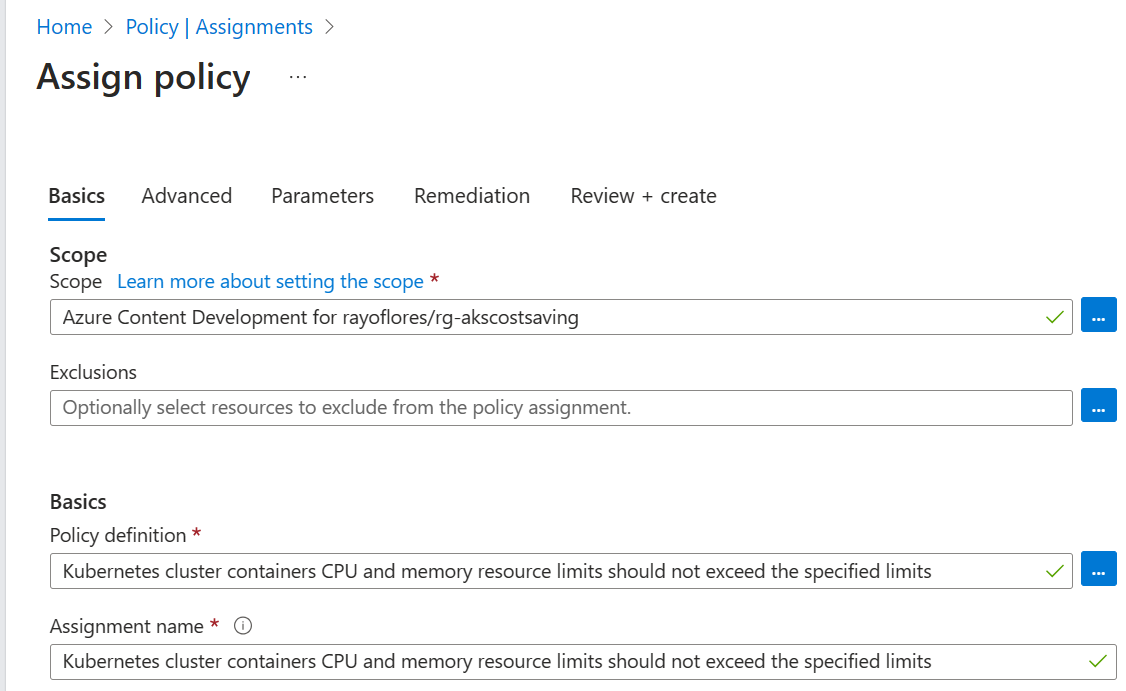 Home > Policy | Assignments >
Assign policy ...
Basics Advanced Parameters Remediation Review + create
Scope
Scope Learn more about setting the scope *
Azure Content Development for rayoflores/rg-akscostsaving ...
Exclusions
Optionally select resources to exclude from the policy assignment. ...
Basics
Policy definition *
Kubernetes cluster containers CPU and memory resource limits should not exceed the specified limits ...
Assignment name *
Kubernetes cluster containers CPU and memory resource limits should not exceed the specified limits